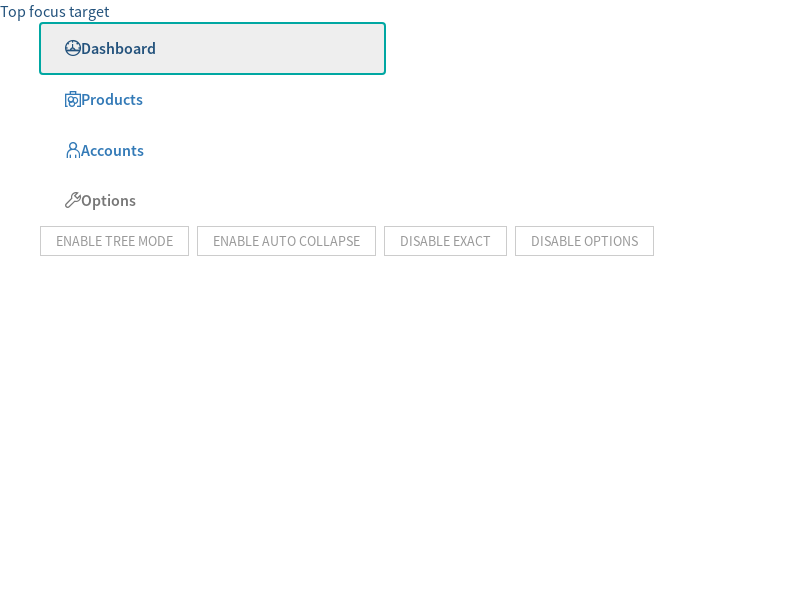 Top focus target
Dashboard
Products
Accounts
Options
ENABLE TREE MODE ENABLE AUTO COLLAPSE DISABLE EXACT DISABLE OPTIONS